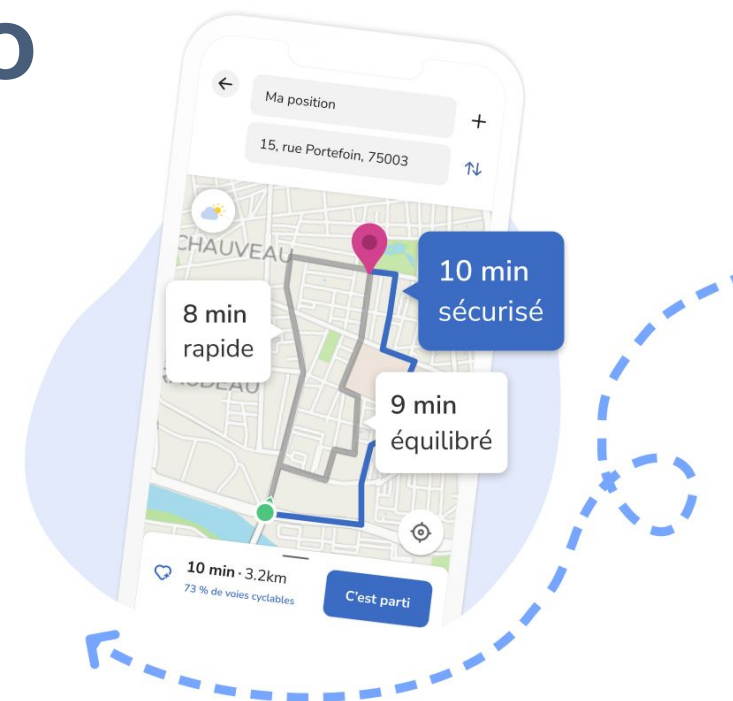 Ma position
15, rue Portefoin, 75003
CHAUVEAU
10 min
sécurisé
8 min
rapide
9 min
équilibré
10 min · 3.2km
73 % de voies cyclables
C'est parti